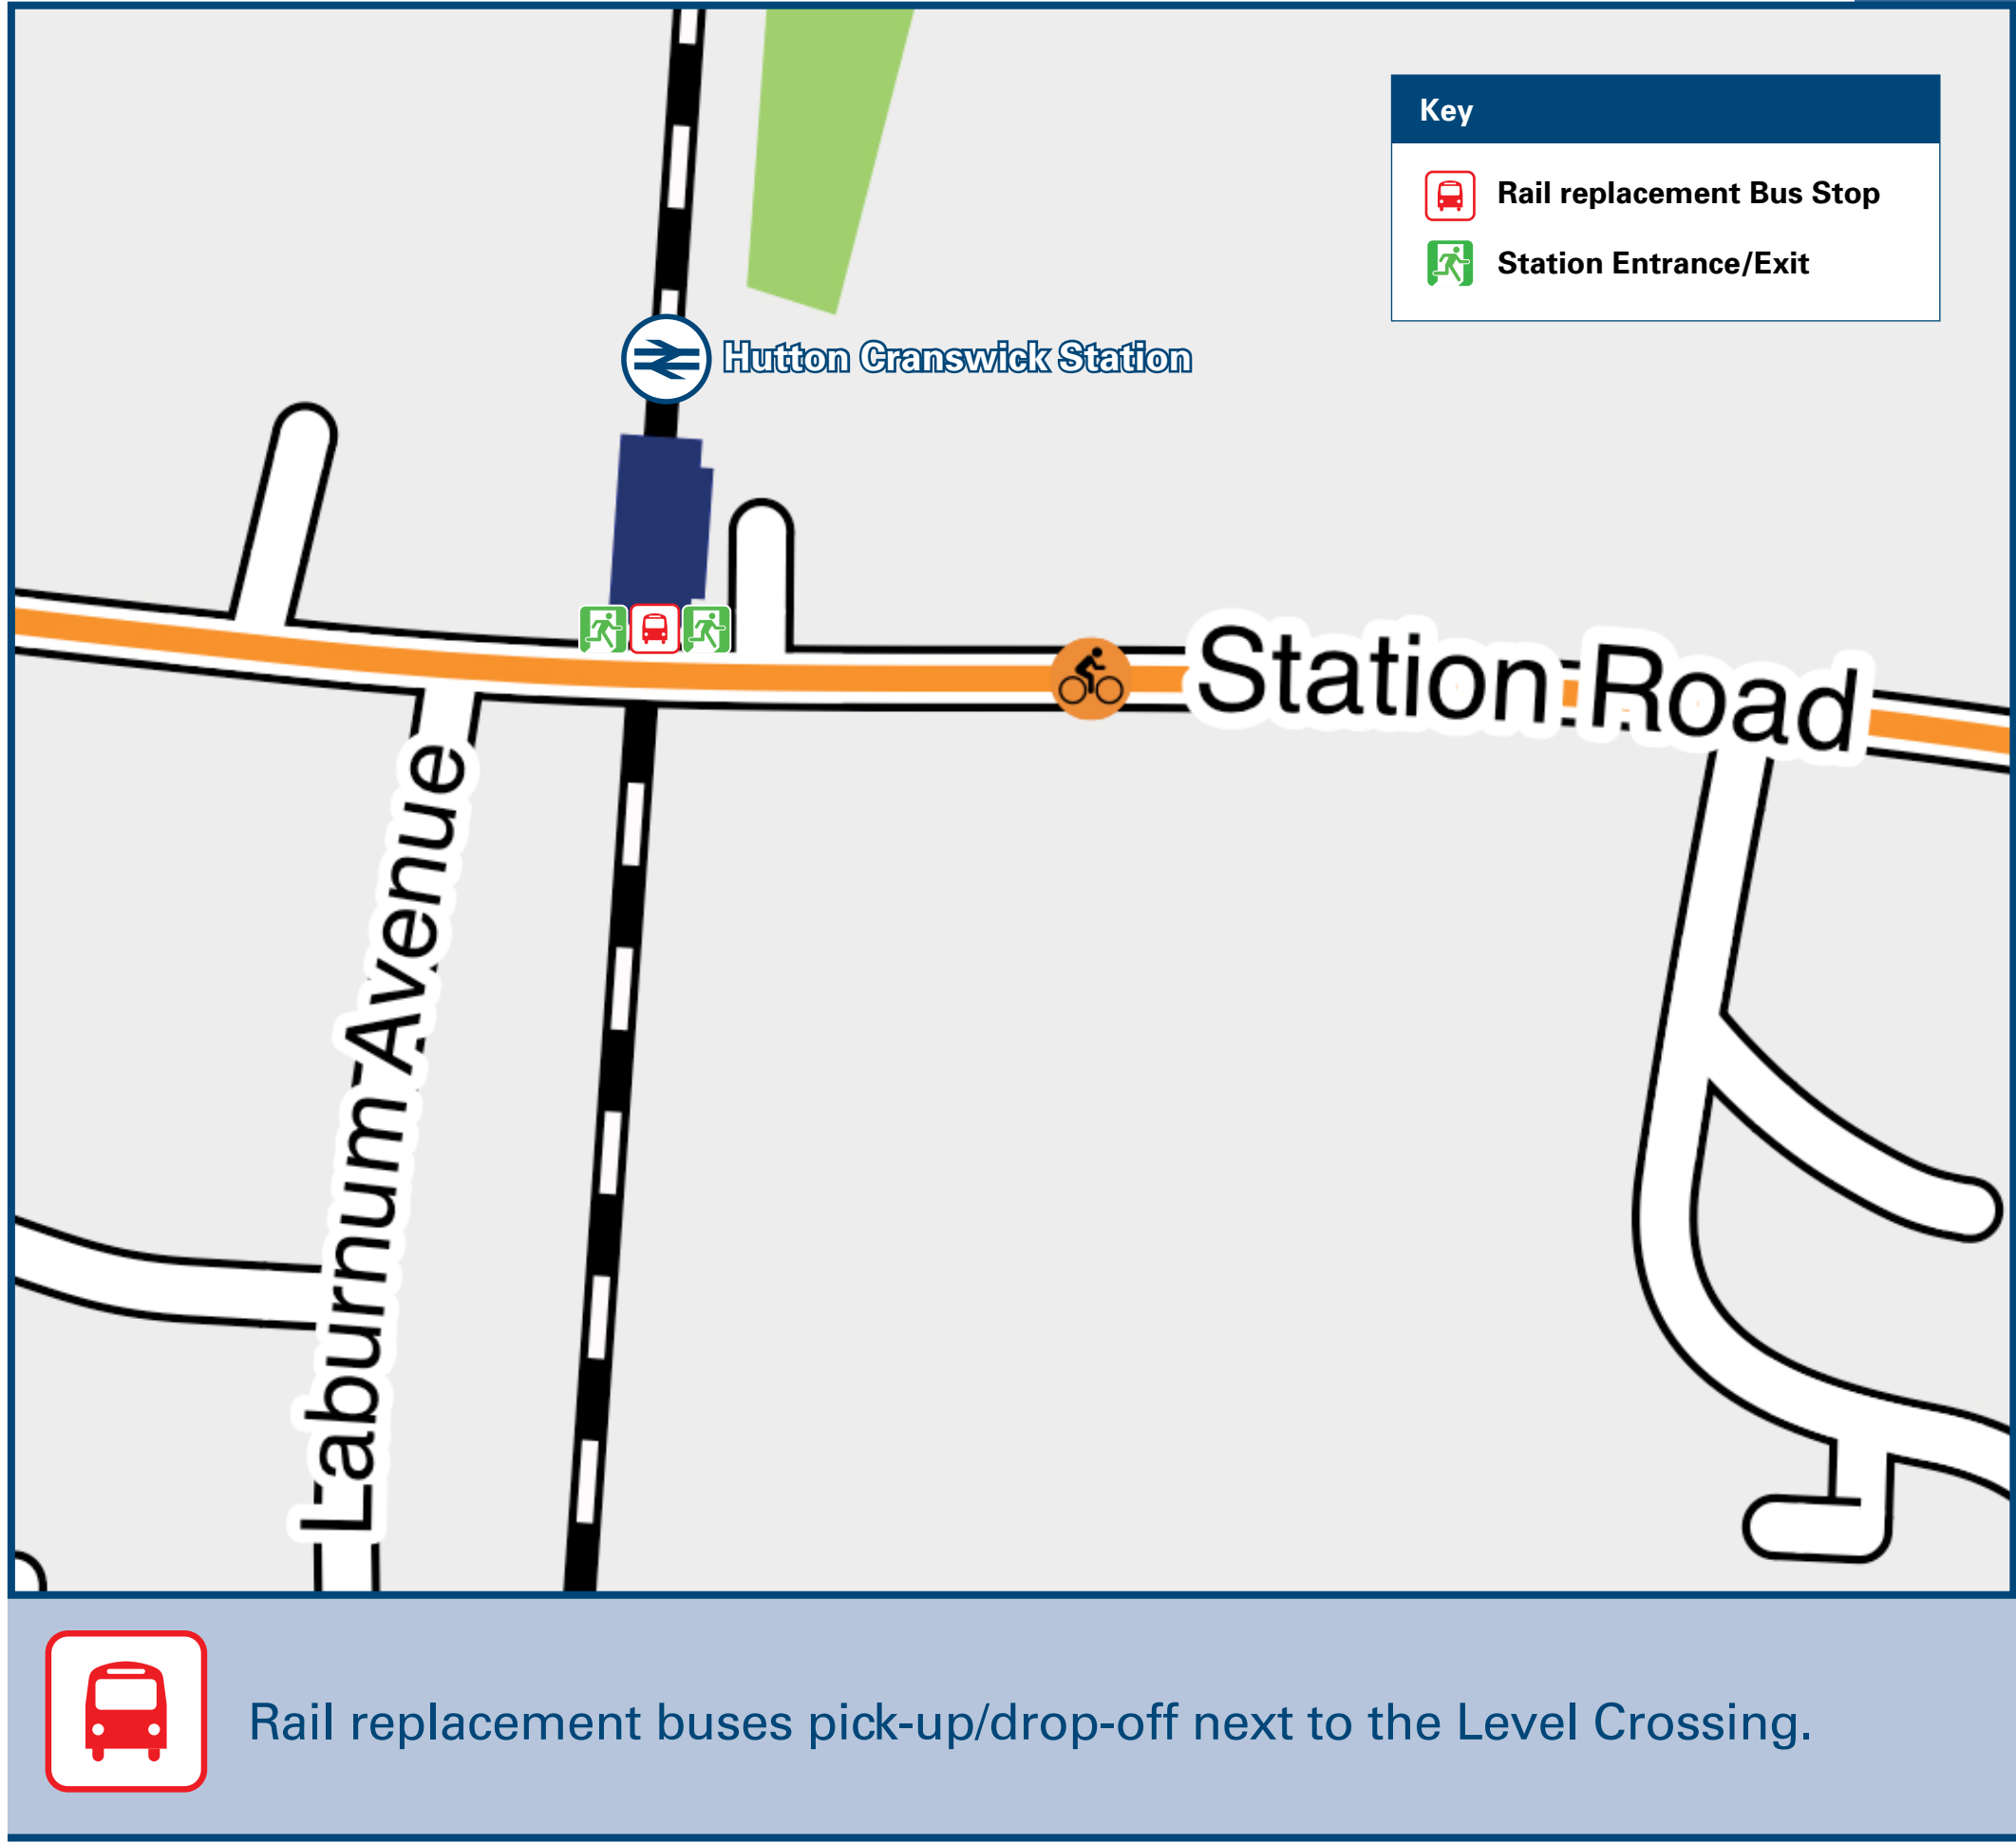 Key
Rail replacement Bus Stop
Station Entrance/Exit
Hutton Cranswick Station
Station Road
Laburnum Avenue
Rail replacement buses pick-up/drop-off next to the Level Crossing.